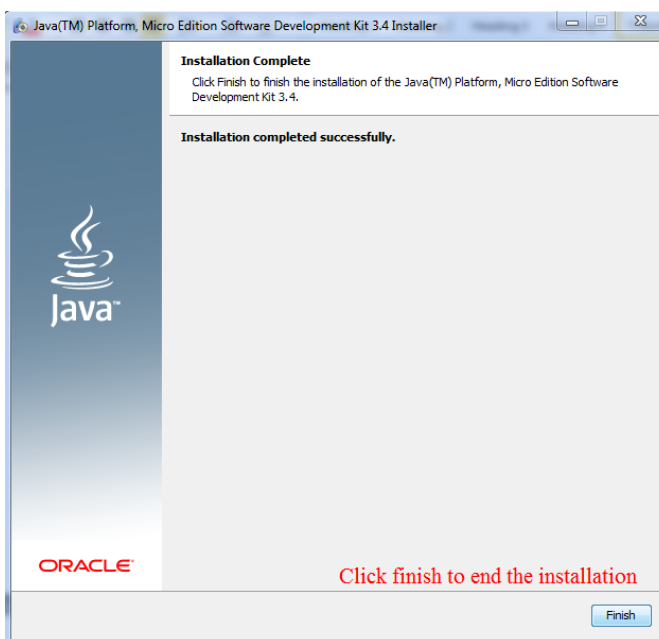 Java(TM) Platform, Micro Edition Software Development Kit 3.4 Installer
Installation Complete
Click Finish to finish the installation of the Java(TM) Platform, Micro Edition Software
Development Kit 3.4.
Installation completed successfully.
Java™
ORACLE®
Click finish to end the installation
Finish